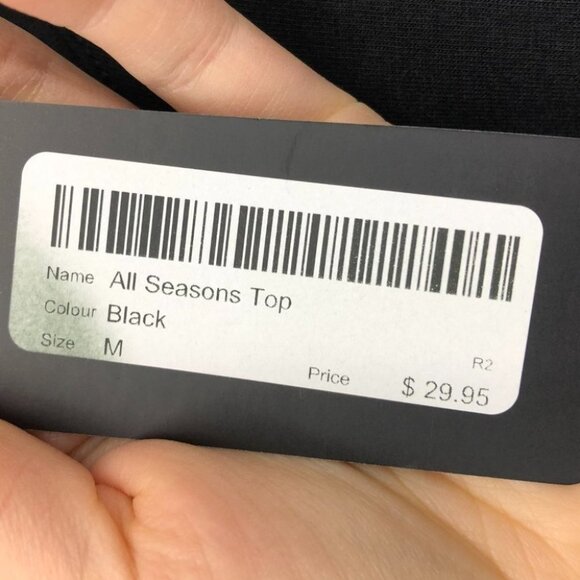 Name All Seasons Top
Colour Black
Size M
R2
Price $ 29.95